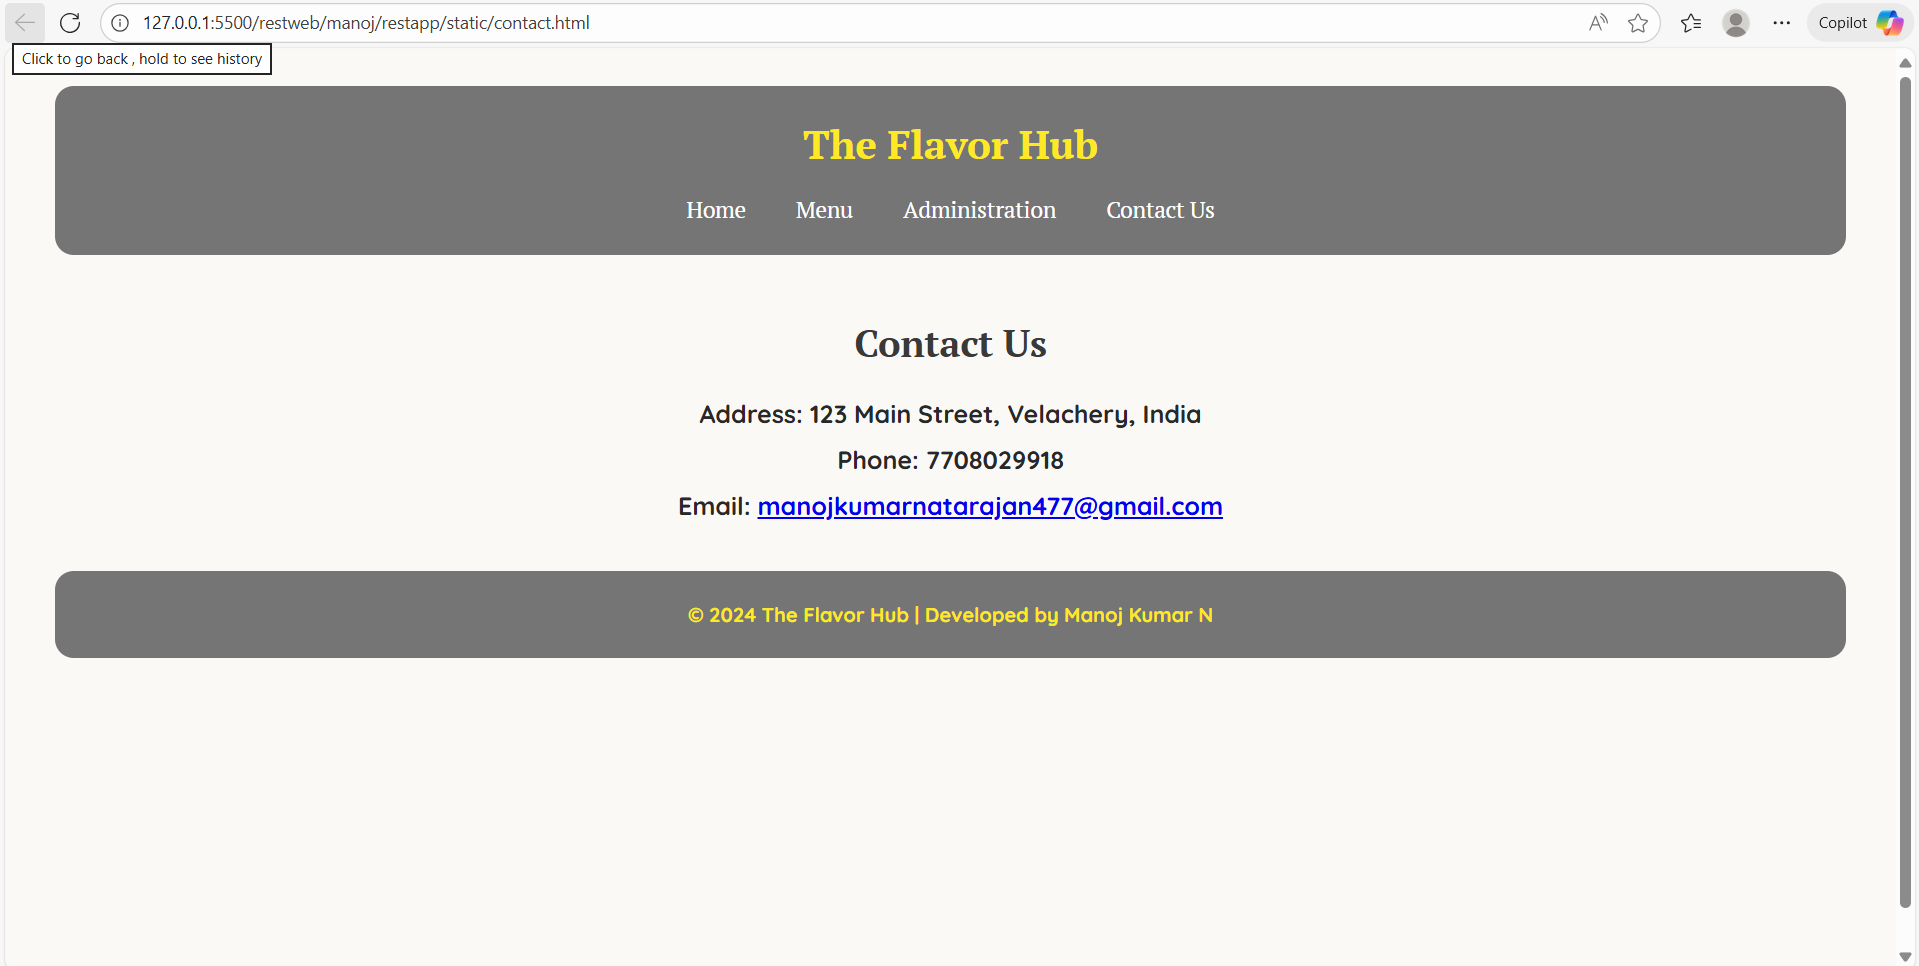 127.0.0.1:5500/restweb/manoj/restapp/static/contact.html
Copilot
Click to go back , hold to see history
The Flavor Hub
Home Menu Administration Contact Us
Contact Us
Address: 123 Main Street, Velachery, India
Phone: 7708029918
Email: manojkumarnatarajan477@gmail.com
© 2024 The Flavor Hub | Developed by Manoj Kumar N